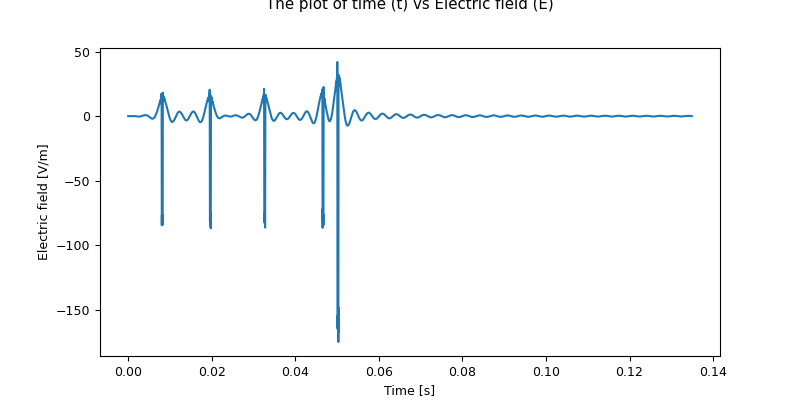 The plot of time (t) vs Electric field (E)
50
0
−50
−100
−150
Electric field [V/m]
0.00 0.02 0.04 0.06 0.08 0.10 0.12 0.14
Time [s]